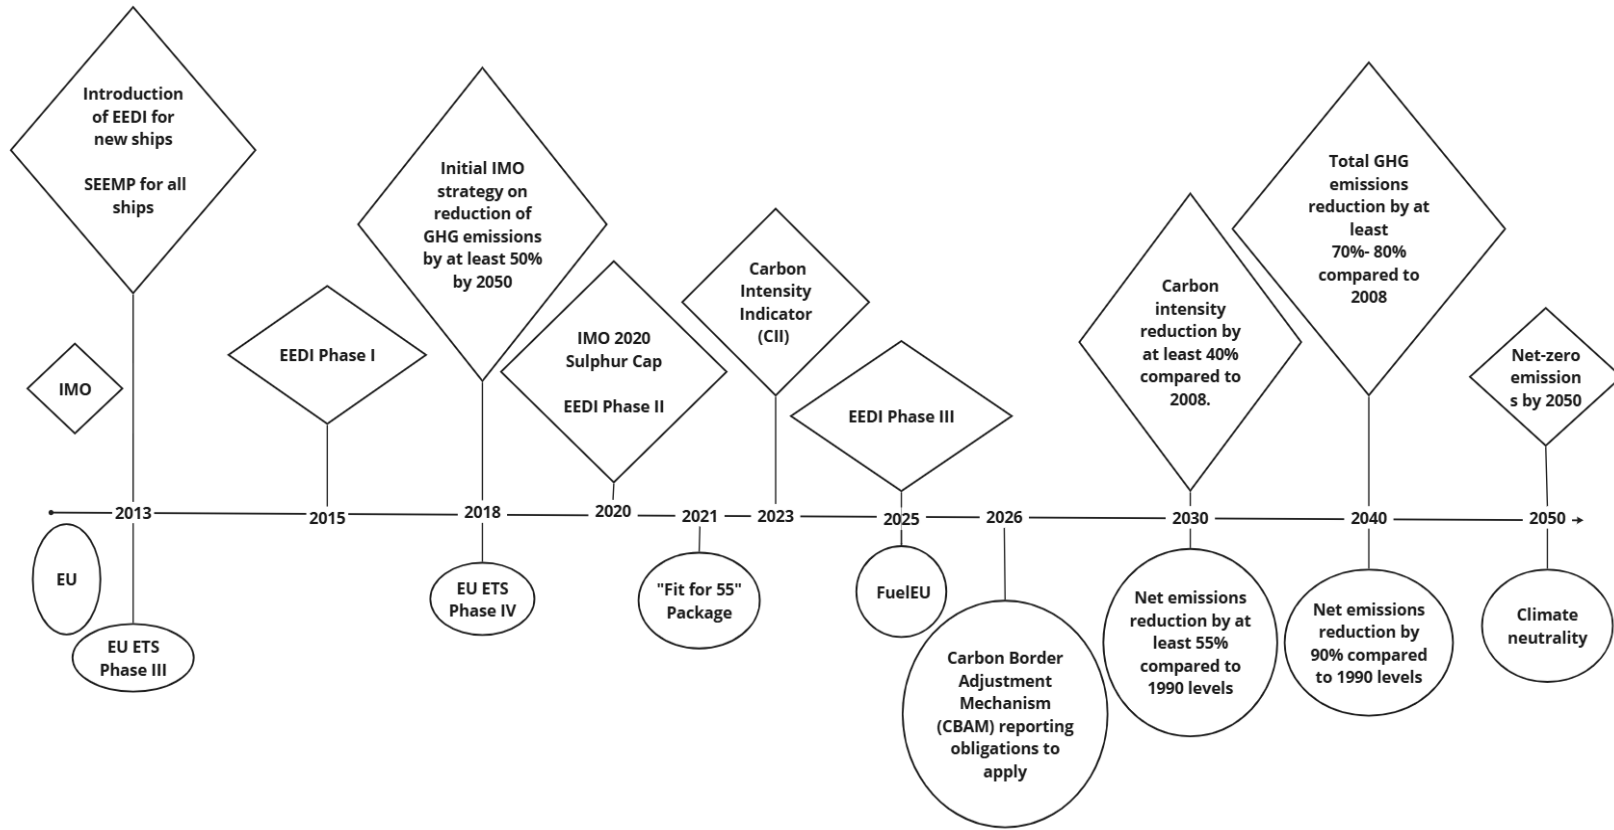 Introduction
of EEDI for
new ships
SEEMP for all
ships
Initial IMO
strategy on
reduction of
GHG emissions
by at least 50%
by 2050
Total GHG
emissions
reduction by at
least
70%- 80%
compared to
2008
Carbon
Intensity
Indicator
(CII)
Carbon
intensity
reduction by
at least 40%
compared to
2008.
IMO
EEDI Phase I
IMO 2020
Sulphur Cap
EEDI Phase II
EEDI Phase III
Net-zero
emission
s by 2050
2013
2015
2018
2020
2021
2023
2025
2026
2030
2040
2050
EU
EU ETS
Phase III
EU ETS
Phase IV
"Fit for 55"
Package
FuelEU
Carbon Border
Adjustment
Mechanism
(CBAM) reporting
obligations to
apply
Net emissions
reduction by at
least 55%
compared to
1990 levels
Net emissions
reduction by
90% compared
to 1990 levels
Climate
neutrality